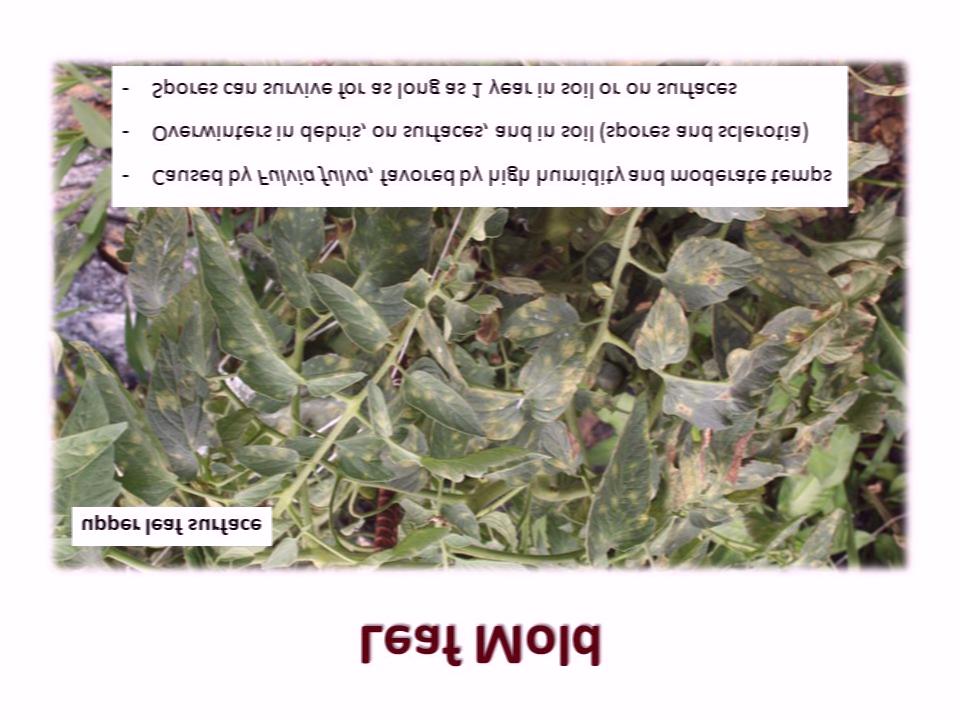 Leaf Mold
upper leaf surface
- Caused by Fulvia fulva, favored by high humidity and moderate temps
- Overwinters in debris, on surfaces, and in soil (spores and sclerotia)
- Spores can survive for as long as 1 year in soil or on surfaces